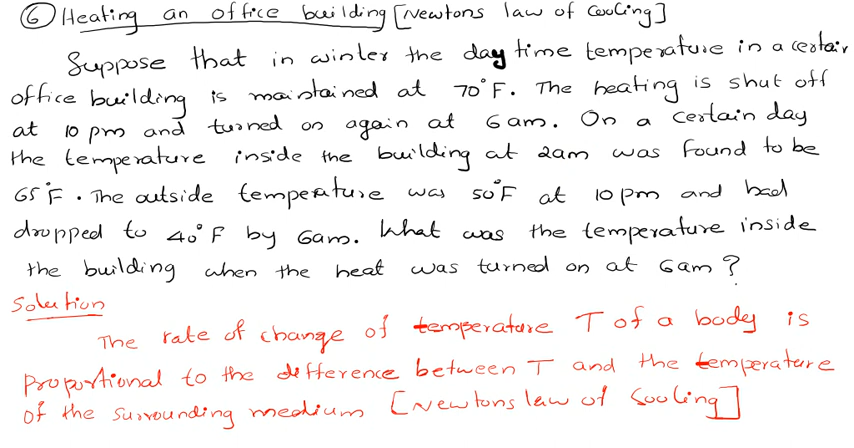 ⑥ Heating an office building [Newtons law of cooling]
Suppose that in winter the day time temperature in a certain
office building is maintained at 70°F. The heating is shut off
at 10 pm and turned on again at 6 am. On a certain day
the temperature inside the building at 2am was found to be
65°F. The outside temperature was 50°F at 10 pm and had
dropped to 40°F by 6am. What was the temperature inside
the building when the heat was turned on at 6 am ?
Solution
The rate of change of temperature T of a body is
proportional to the difference between T and the temperature
of the surrounding medium [Newtons law of cooling]